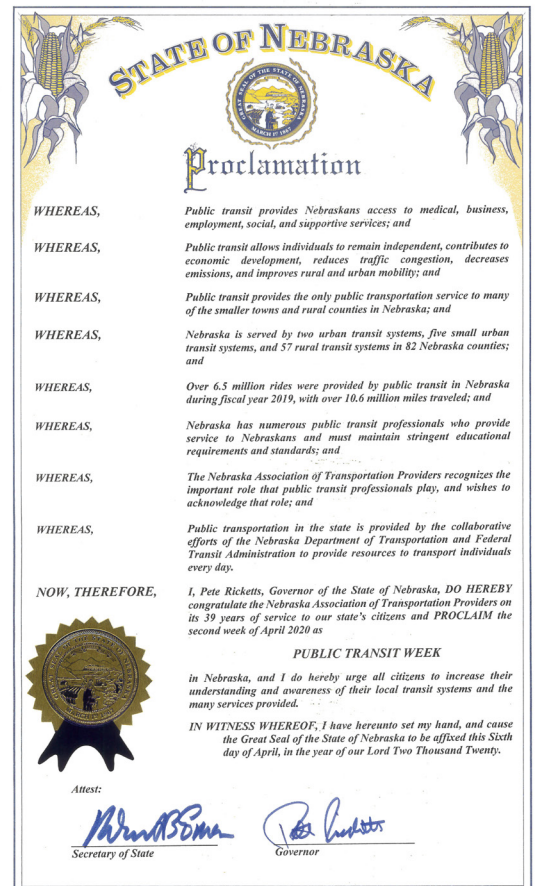 STATE OF NEBRASKA
GREAT SEAL OF THE STATE OF NEBRASKA
MARCH 1ST 1867
Proclamation
WHEREAS, Public transit provides Nebraskans access to medical, business,
employment, social, and supportive services; and
WHEREAS, Public transit allows individuals to remain independent, contributes to
economic development, reduces traffic congestion, decreases
emissions, and improves rural and urban mobility; and
WHEREAS, Public transit provides the only public transportation service to many
of the smaller towns and rural counties in Nebraska; and
WHEREAS, Nebraska is served by two urban transit systems, five small urban
transit systems, and 57 rural transit systems in 82 Nebraska counties;
and
WHEREAS, Over 6.5 million rides were provided by public transit in Nebraska
during fiscal year 2019, with over 10.6 million miles traveled; and
WHEREAS, Nebraska has numerous public transit professionals who provide
service to Nebraskans and must maintain stringent educational
requirements and standards; and
WHEREAS, The Nebraska Association of Transportation Providers recognizes the
important role that public transit professionals play, and wishes to
acknowledge that role; and
WHEREAS, Public transportation in the state is provided by the collaborative
efforts of the Nebraska Department of Transportation and Federal
Transit Administration to provide resources to transport individuals
every day.
NOW, THEREFORE, I, Pete Ricketts, Governor of the State of Nebraska, DO HEREBY
congratulate the Nebraska Association of Transportation Providers on
its 39 years of service to our state's citizens and PROCLAIM the
second week of April 2020 as
PUBLIC TRANSIT WEEK
in Nebraska, and I do hereby urge all citizens to increase their
understanding and awareness of their local transit systems and the
many services provided.
IN WITNESS WHEREOF, I have hereunto set my hand, and cause
the Great Seal of the State of Nebraska to be affixed this Sixth
day of April, in the year of our Lord Two Thousand Twenty.
Attest:
Pete Ricketts
Secretary of State Governor